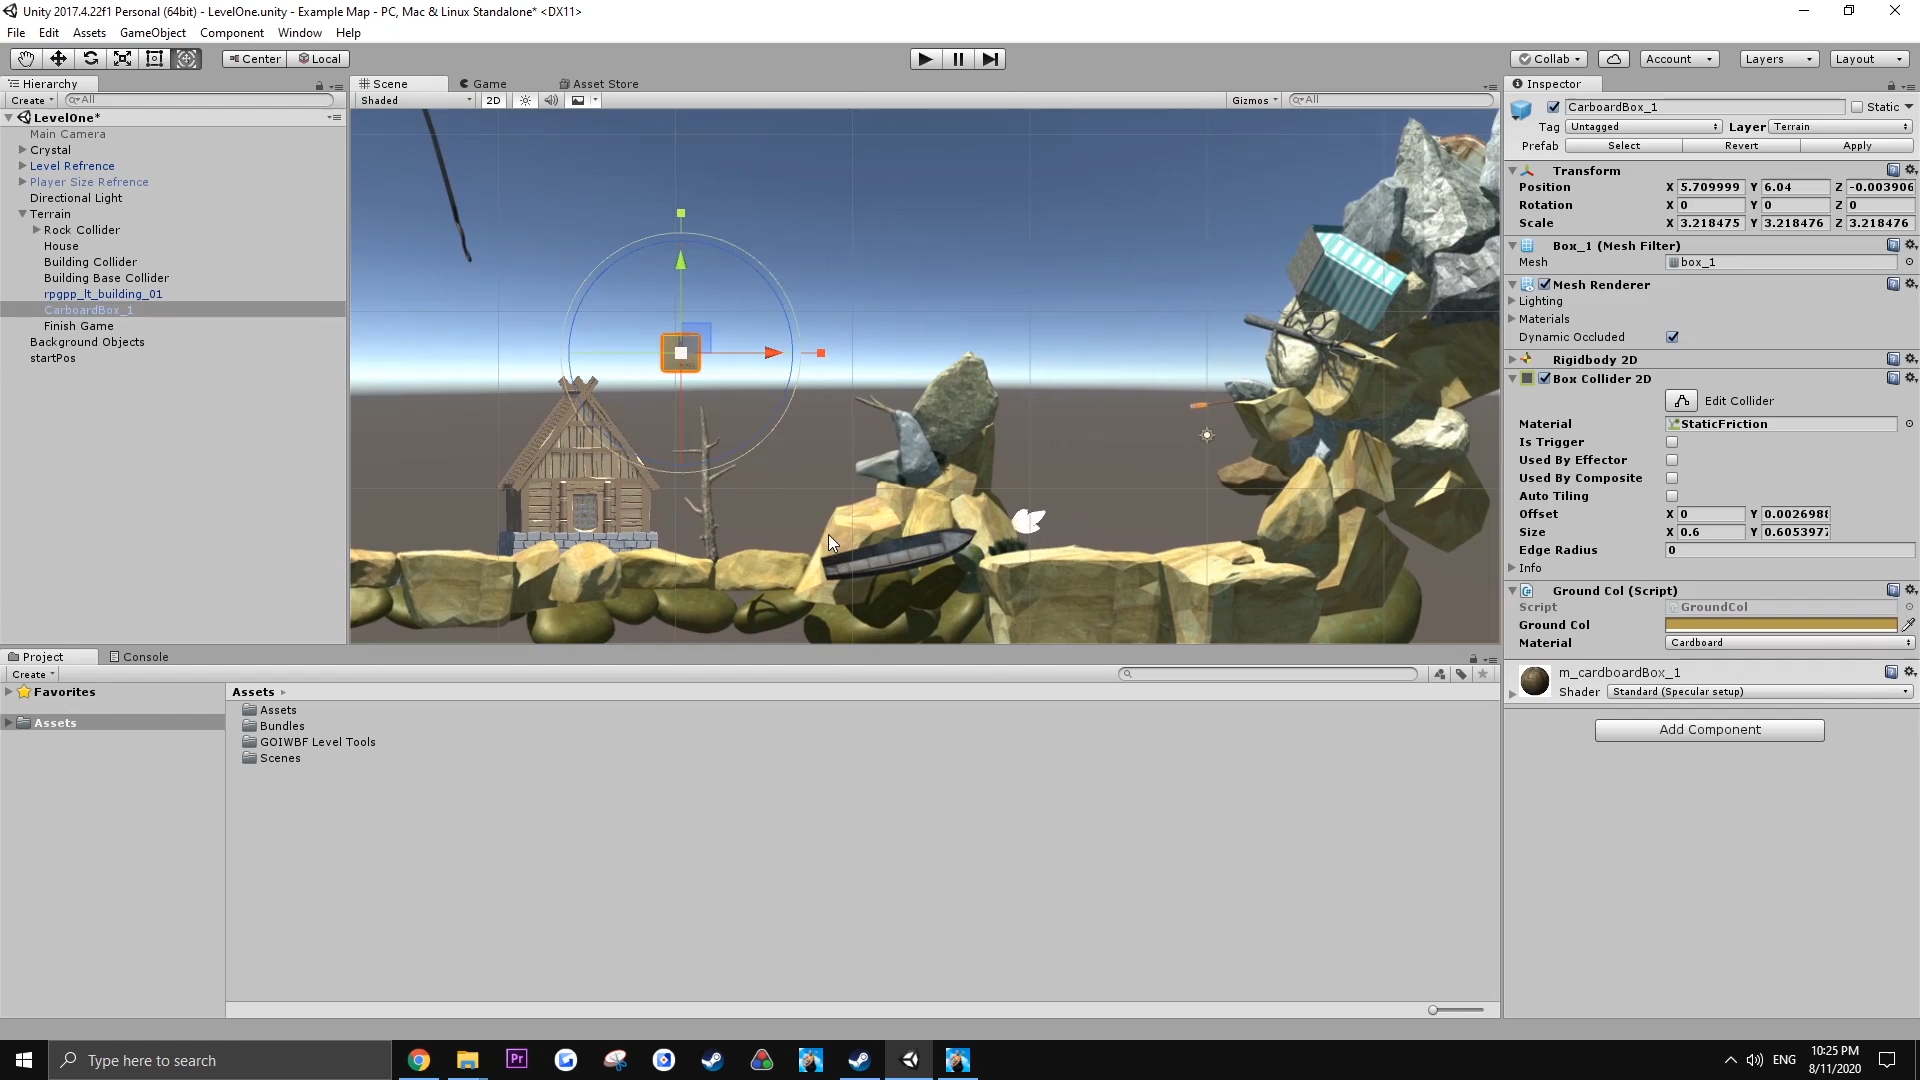 Unity 2017.4.22f1 Personal (64bit) - LevelOne.unity - Example Map - PC, Mac & Linux Standalone* <DX11>
File Edit Assets GameObject Component Window Help
Center Local
Collab Account Layers Layout
Hierarchy
Create All
LevelOne*
Main Camera
Crystal
Level Refrence
Player Size Refrence
Directional Light
Terrain
Rock Collider
House
Building Collider
Building Base Collider
rpgpp_lt_building_01
CarboardBox_1
Finish Game
Background Objects
startPos
Scene Game Asset Store
Shaded 2D Gizmos All
Inspector
CarboardBox_1 Static
Tag Untagged Layer Terrain
Prefab Select Revert Apply
Transform
Position X 5.709999 Y 6.04 Z -0.003906
Rotation X 0 Y 0 Z 0
Scale X 3.218475 Y 3.218476 Z 3.218476
Box_1 (Mesh Filter)
Mesh box_1
Mesh Renderer
Lighting
Materials
Dynamic Occluded
Rigidbody 2D
Box Collider 2D
Edit Collider
Material StaticFriction
Is Trigger
Used By Effector
Used By Composite
Auto Tiling
Offset X 0 Y 0.0026988
Size X 0.6 Y 0.6053977
Edge Radius 0
Info
Ground Col (Script)
Script GroundCol
Ground Col
Material Cardboard
m_cardboardBox_1
Shader Standard (Specular setup)
Add Component
Project Console
Create
Favorites
Assets
Assets
Assets
Bundles
GOIWBF Level Tools
Scenes
Type here to search
Pr
ENG
10:25 PM
8/11/2020